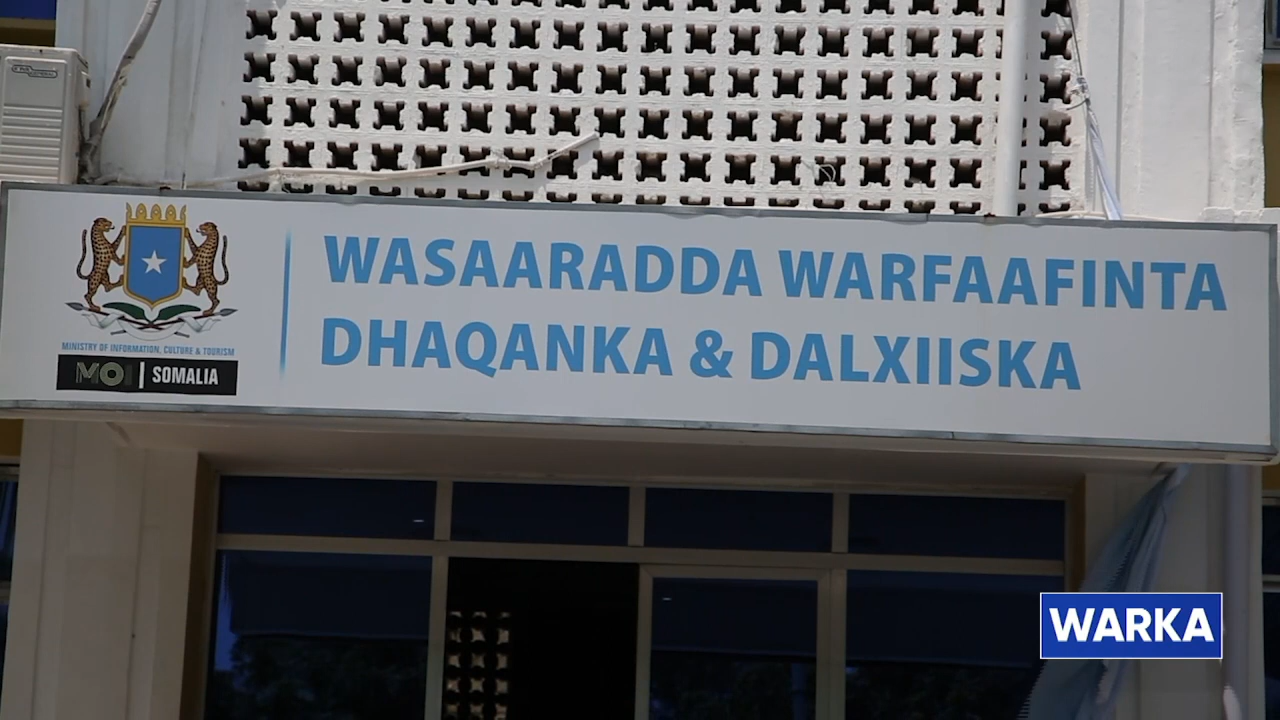 WASAARADDA WARFAAFINTA
DHAQANKA & DALXIISKA
MINISTRY OF INFORMATION, CULTURE & TOURISM
MOI SOMALIA
WARKA